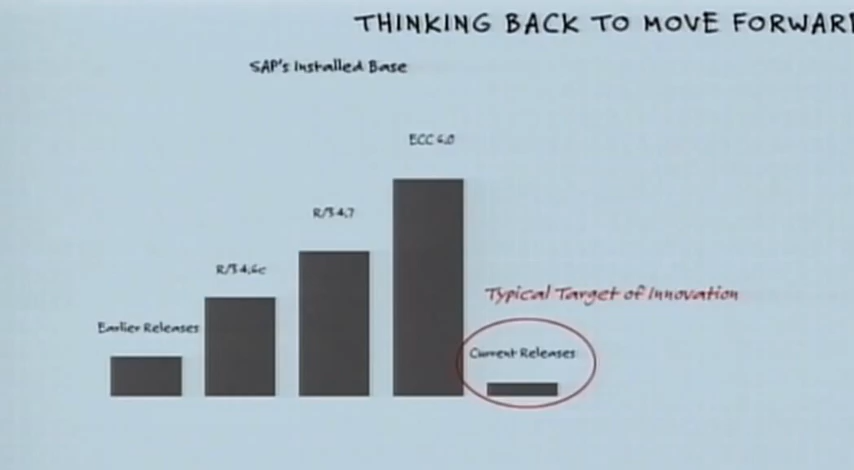 THINKING BACK TO MOVE FORWARD
SAP's Installed Base
ECC 6.0
R/3 4.7
R/3 4.6c
Typical Target of Innovation
Earlier Releases
Current Releases